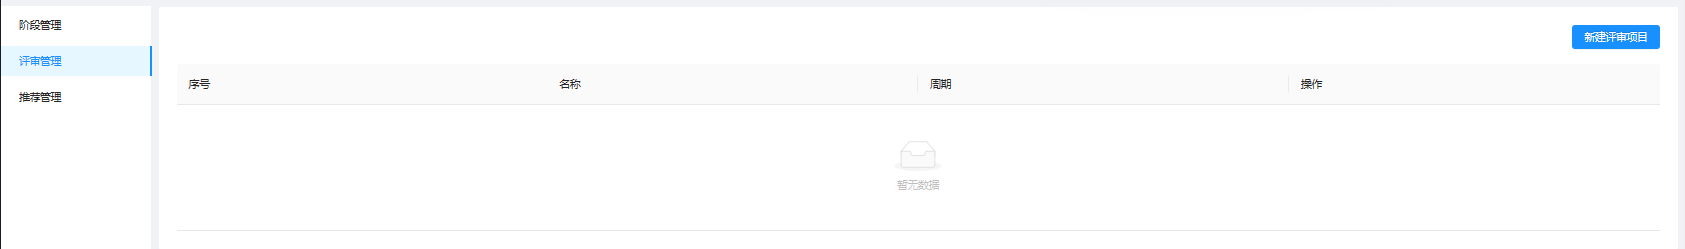 阶段管理
评审管理
推荐管理
新建评审项目
序号 名称 周期 操作
暂无数据